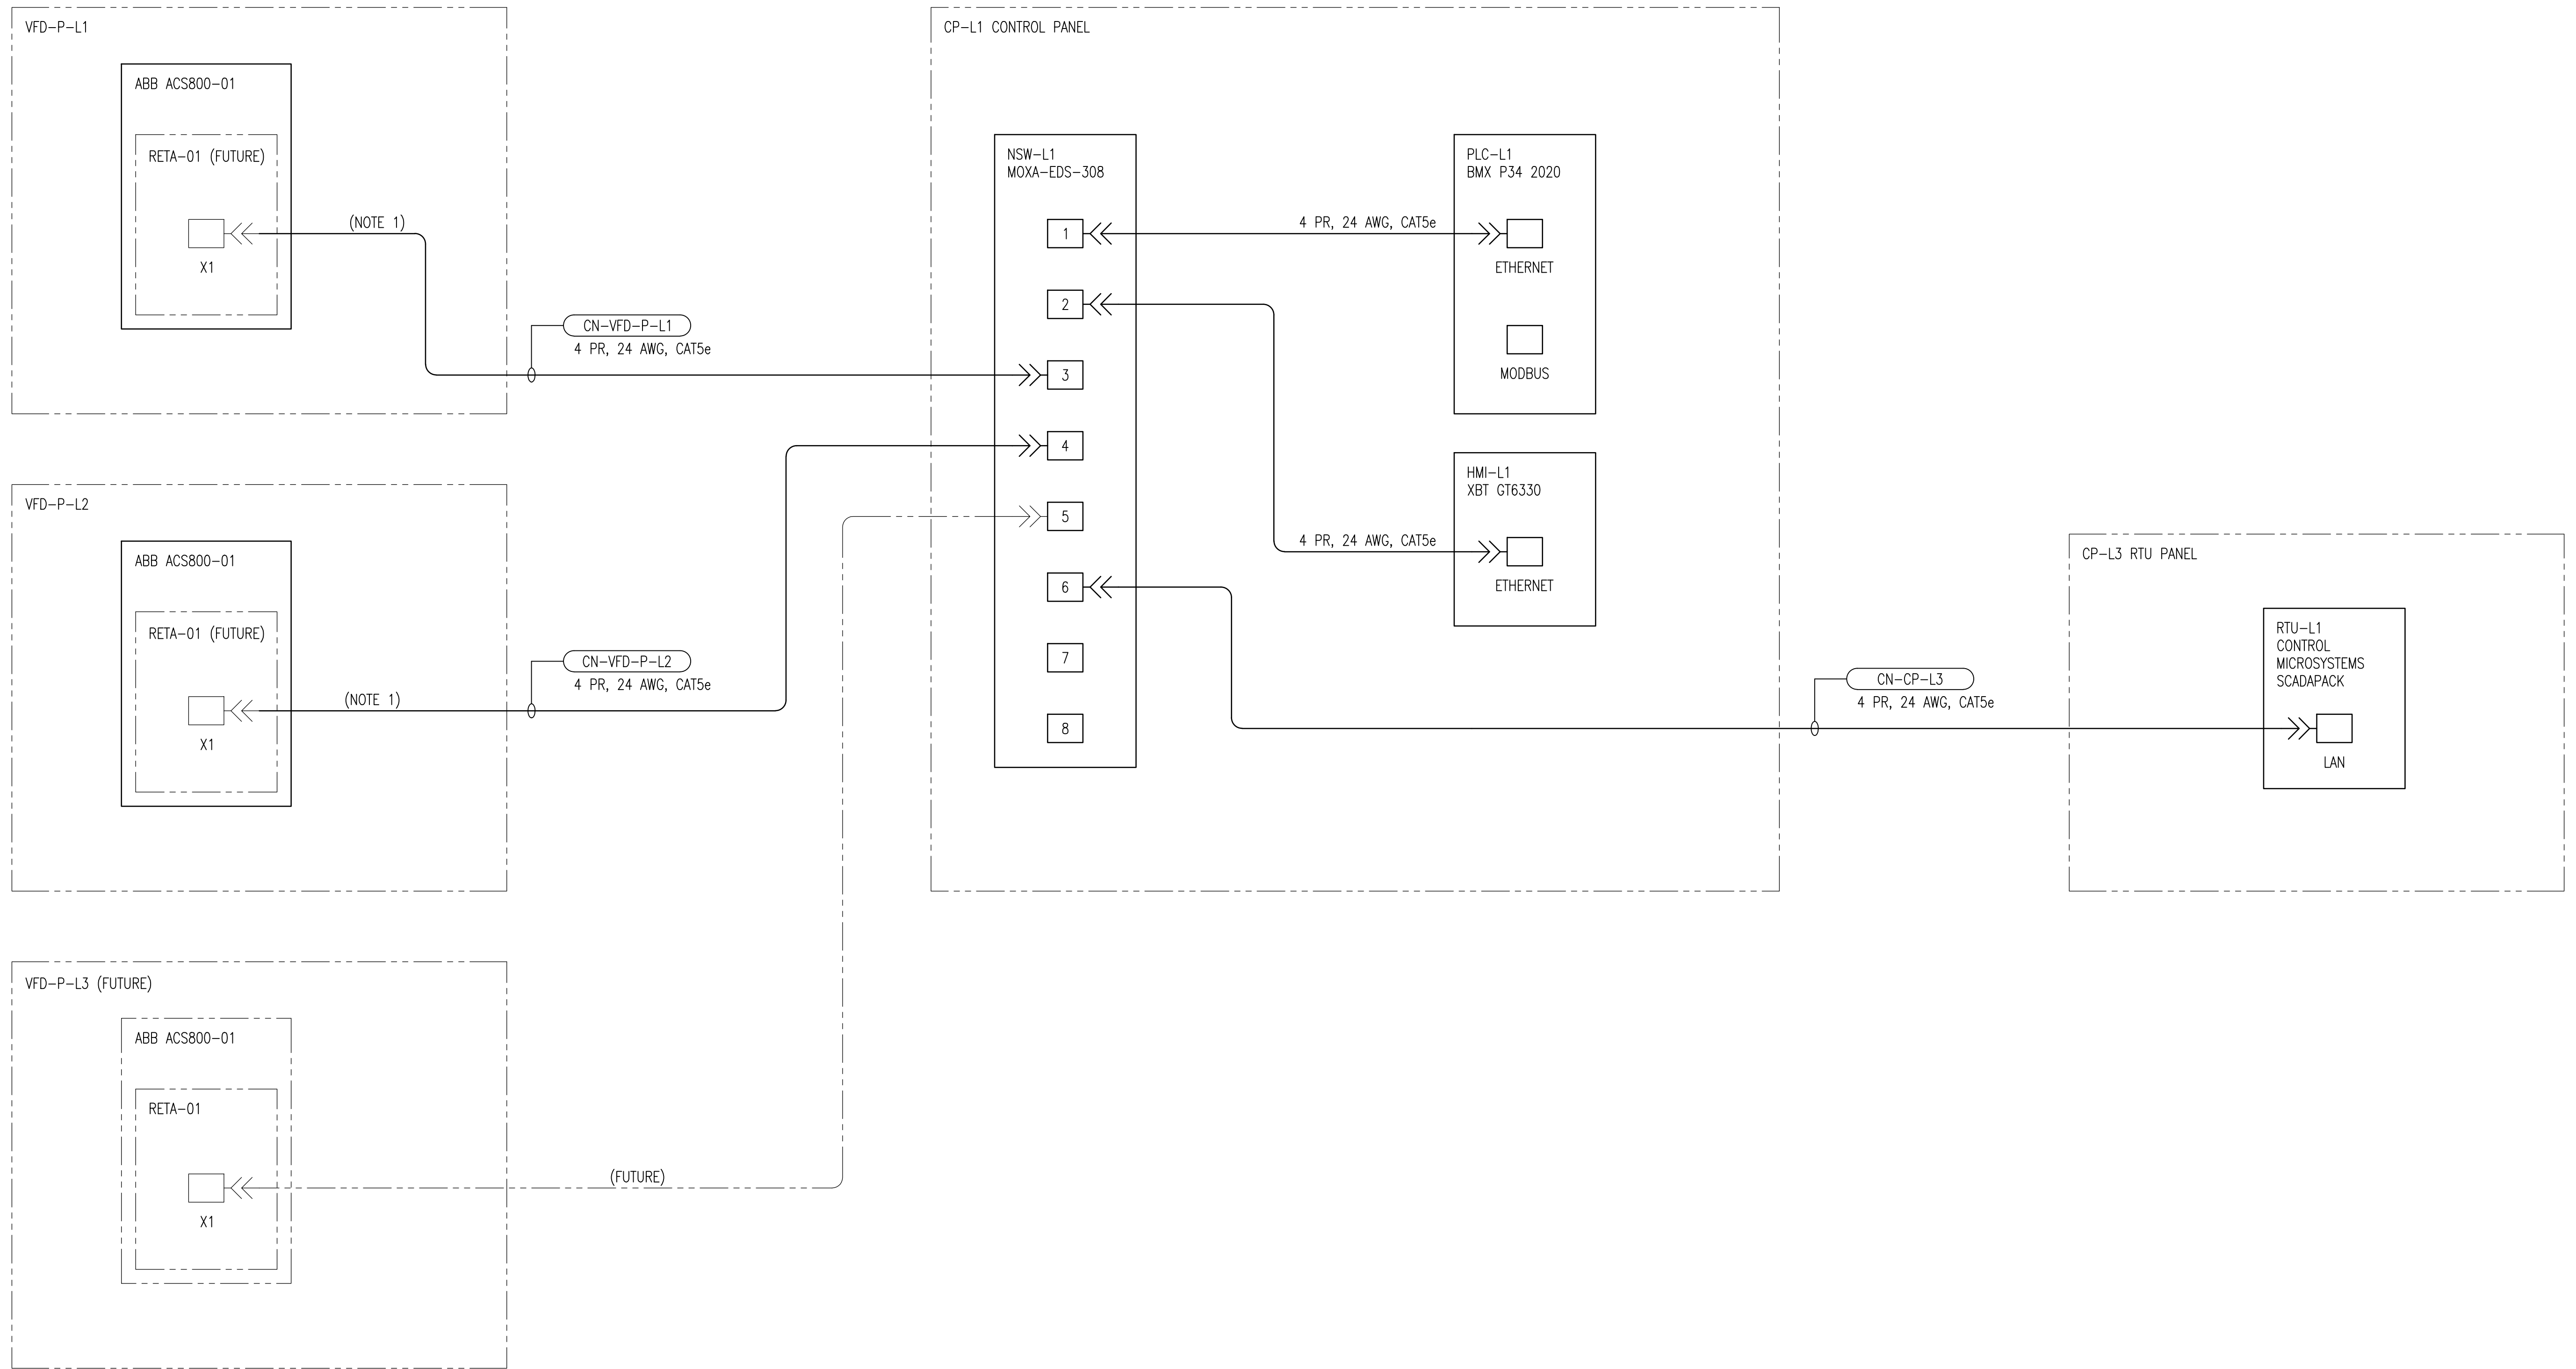 VFD-P-L1
ABB ACS800-01
RETA-01 (FUTURE)
X1
(NOTE 1)
CN-VFD-P-L1
4 PR, 24 AWG, CAT5e
VFD-P-L2
ABB ACS800-01
RETA-01 (FUTURE)
X1
(NOTE 1)
CN-VFD-P-L2
4 PR, 24 AWG, CAT5e
VFD-P-L3 (FUTURE)
ABB ACS800-01
RETA-01
X1
(FUTURE)
CP-L1 CONTROL PANEL
NSW-L1
MOXA-EDS-308
1
2
3
4
5
6
7
8
4 PR, 24 AWG, CAT5e
PLC-L1
BMX P34 2020
ETHERNET
MODBUS
4 PR, 24 AWG, CAT5e
HMI-L1
XBT GT6330
ETHERNET
CN-CP-L3
4 PR, 24 AWG, CAT5e
CP-L3 RTU PANEL
RTU-L1
CONTROL
MICROSYSTEMS
SCADAPACK
LAN